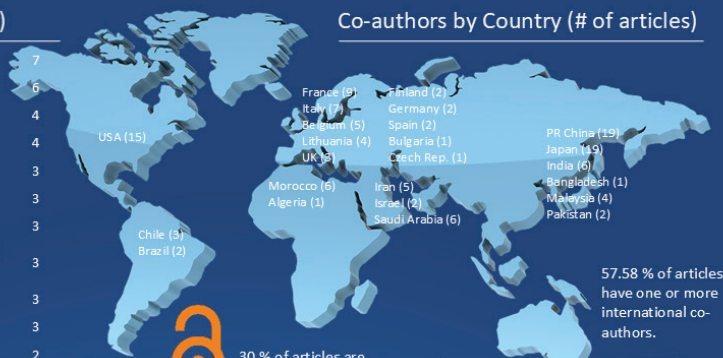 )
Co-authors by Country (# of articles)
7
6
4
4
3
3
3
3
3
3
2
USA (15)
Chile (3)
Brazil (2)
France (9)
Italy (7)
Belgium (5)
Lithuania (4)
UK (3)
Finland (2)
Germany (2)
Spain (2)
Bulgaria (1)
Czech Rep. (1)
Morocco (6)
Algeria (1)
Iran (5)
Israel (2)
Saudi Arabia (6)
PR China (19)
Japan (19)
India (6)
Bangladesh (1)
Malaysia (4)
Pakistan (2)
57.58 % of articles
have one or more
international co-
authors.
30 % of articles are